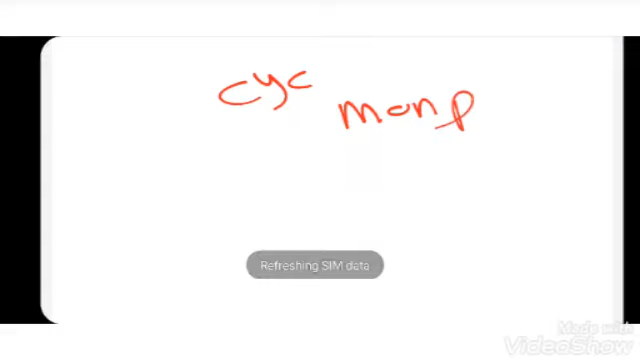 cyc
monp
Refreshing SIM data
Made with
VideoShow